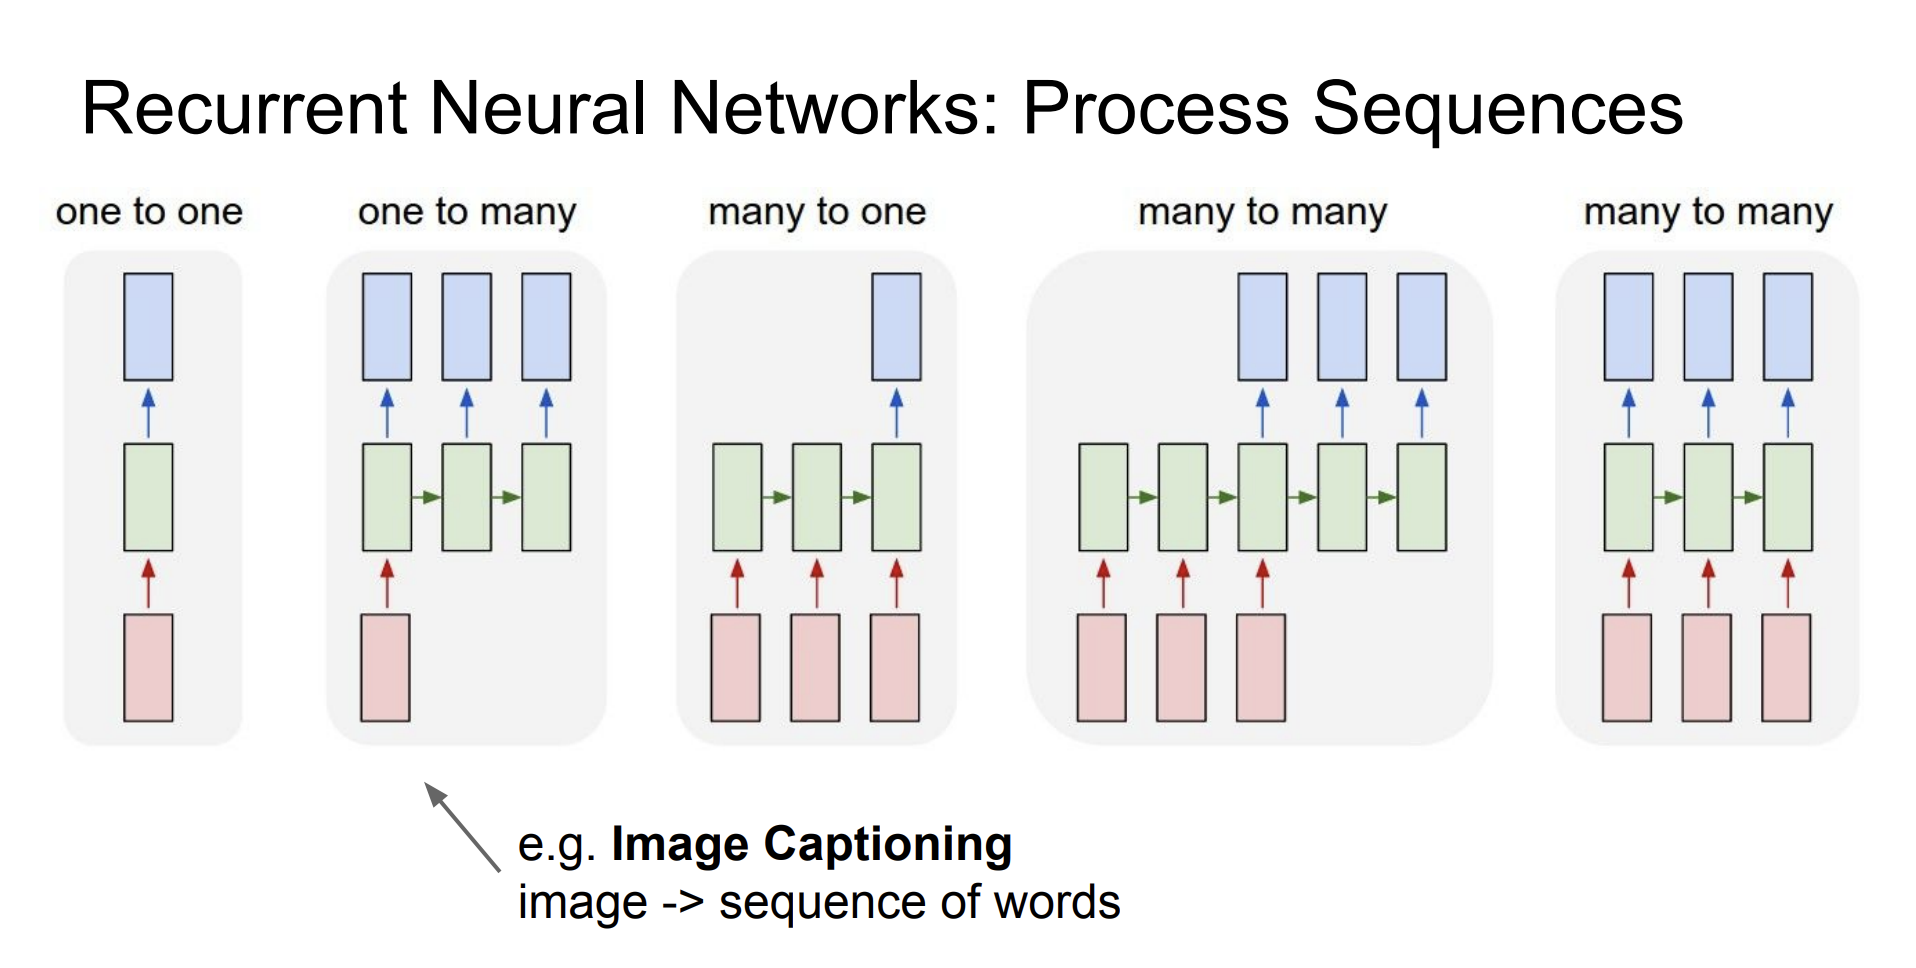 Recurrent Neural Networks: Process Sequences
one to one
one to many
many to one
many to many
many to many
e.g. Image Captioning
image -> sequence of words